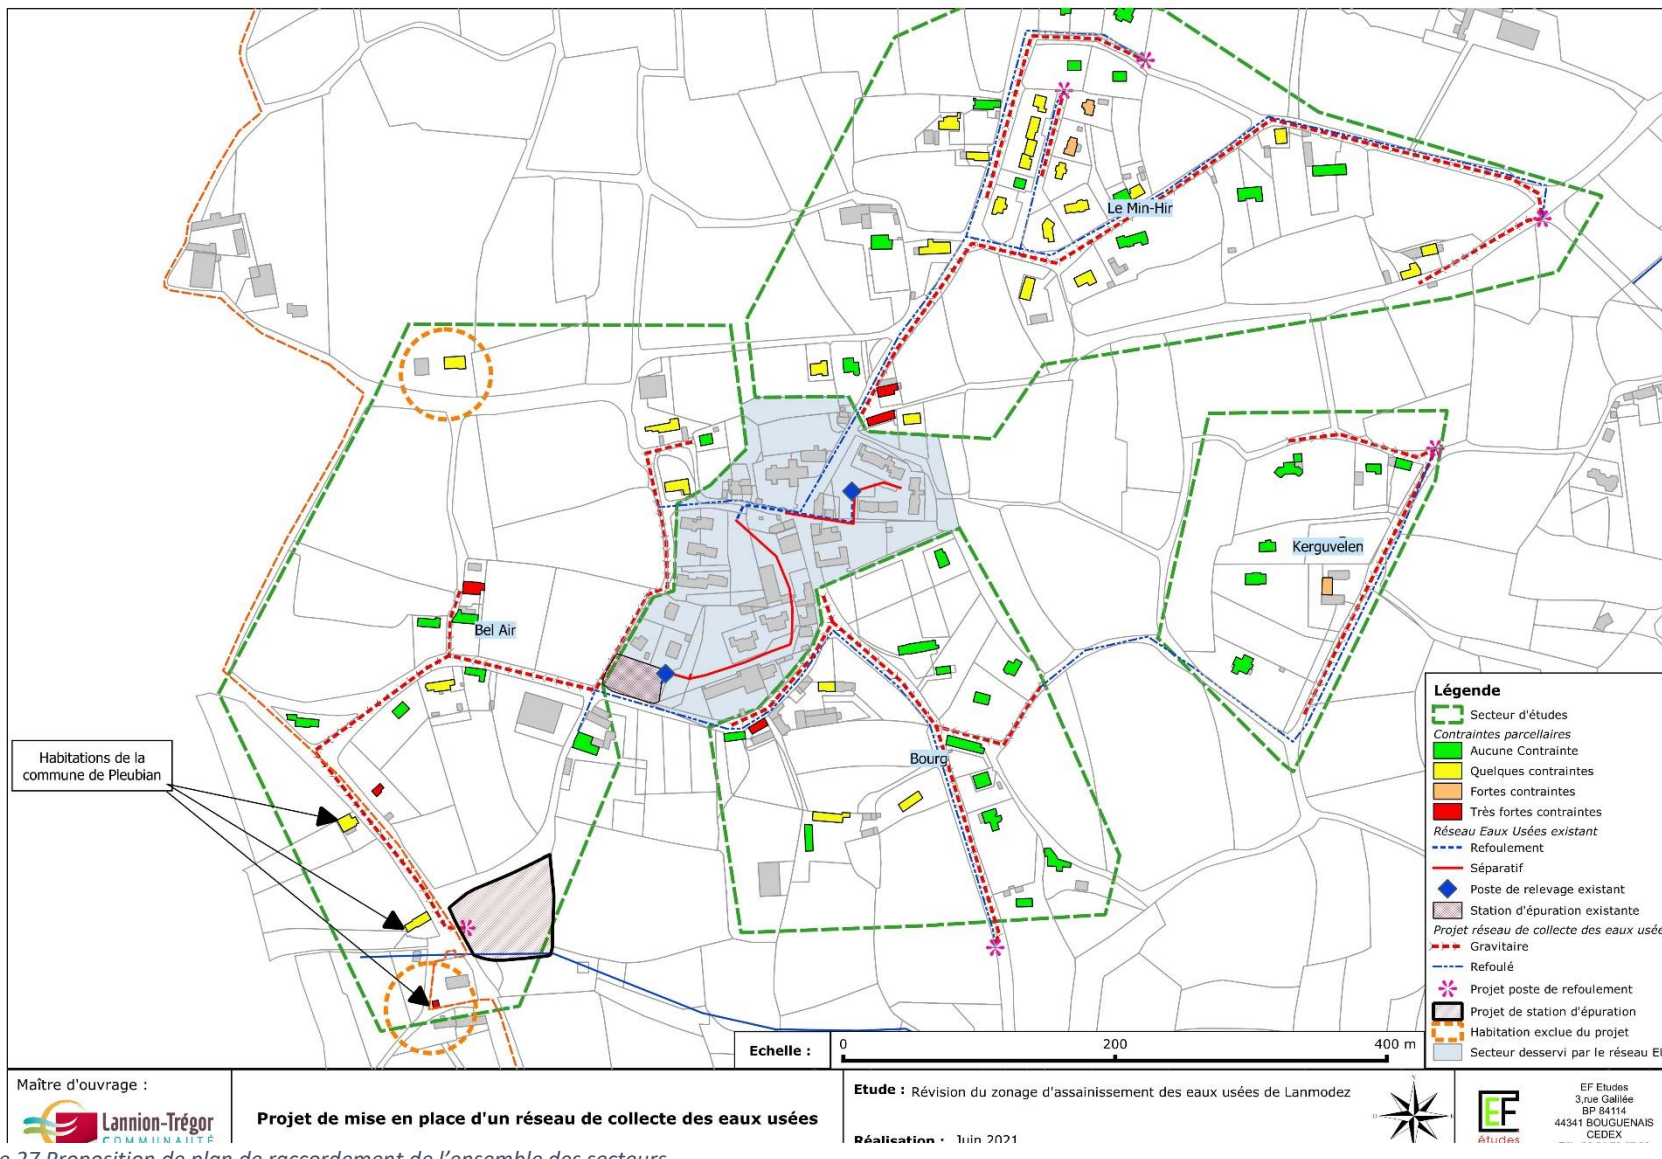 Le Min-Hir
Kerguvelen
Bel Air
Bourg
Habitations de la
commune de Pleubian
Légende
Secteur d'études
Contraintes parcellaires
Aucune Contrainte
Quelques contraintes
Fortes contraintes
Très fortes contraintes
Réseau Eaux Usées existant
Refoulement
Séparatif
Poste de relevage existant
Station d'épuration existante
Projet réseau de collecte des eaux usée
Gravitaire
Refoulé
Projet poste de refoulement
Projet de station d'épuration
Habitation exclue du projet
Secteur desservi par le réseau EU
Echelle :
0 200 400 m
Maître d'ouvrage :
Lannion-Trégor
COMMUNAUTÉ
Projet de mise en place d'un réseau de collecte des eaux usées
Etude : Révision du zonage d'assainissement des eaux usées de Lanmodez
Réalisation : Juin 2021
EF
études
EF Etudes
3,rue Galilée
BP 84114
44341 BOUGUENAIS
CEDEX
e 27 Proposition de plan de raccordement de l'ensemble des secteurs